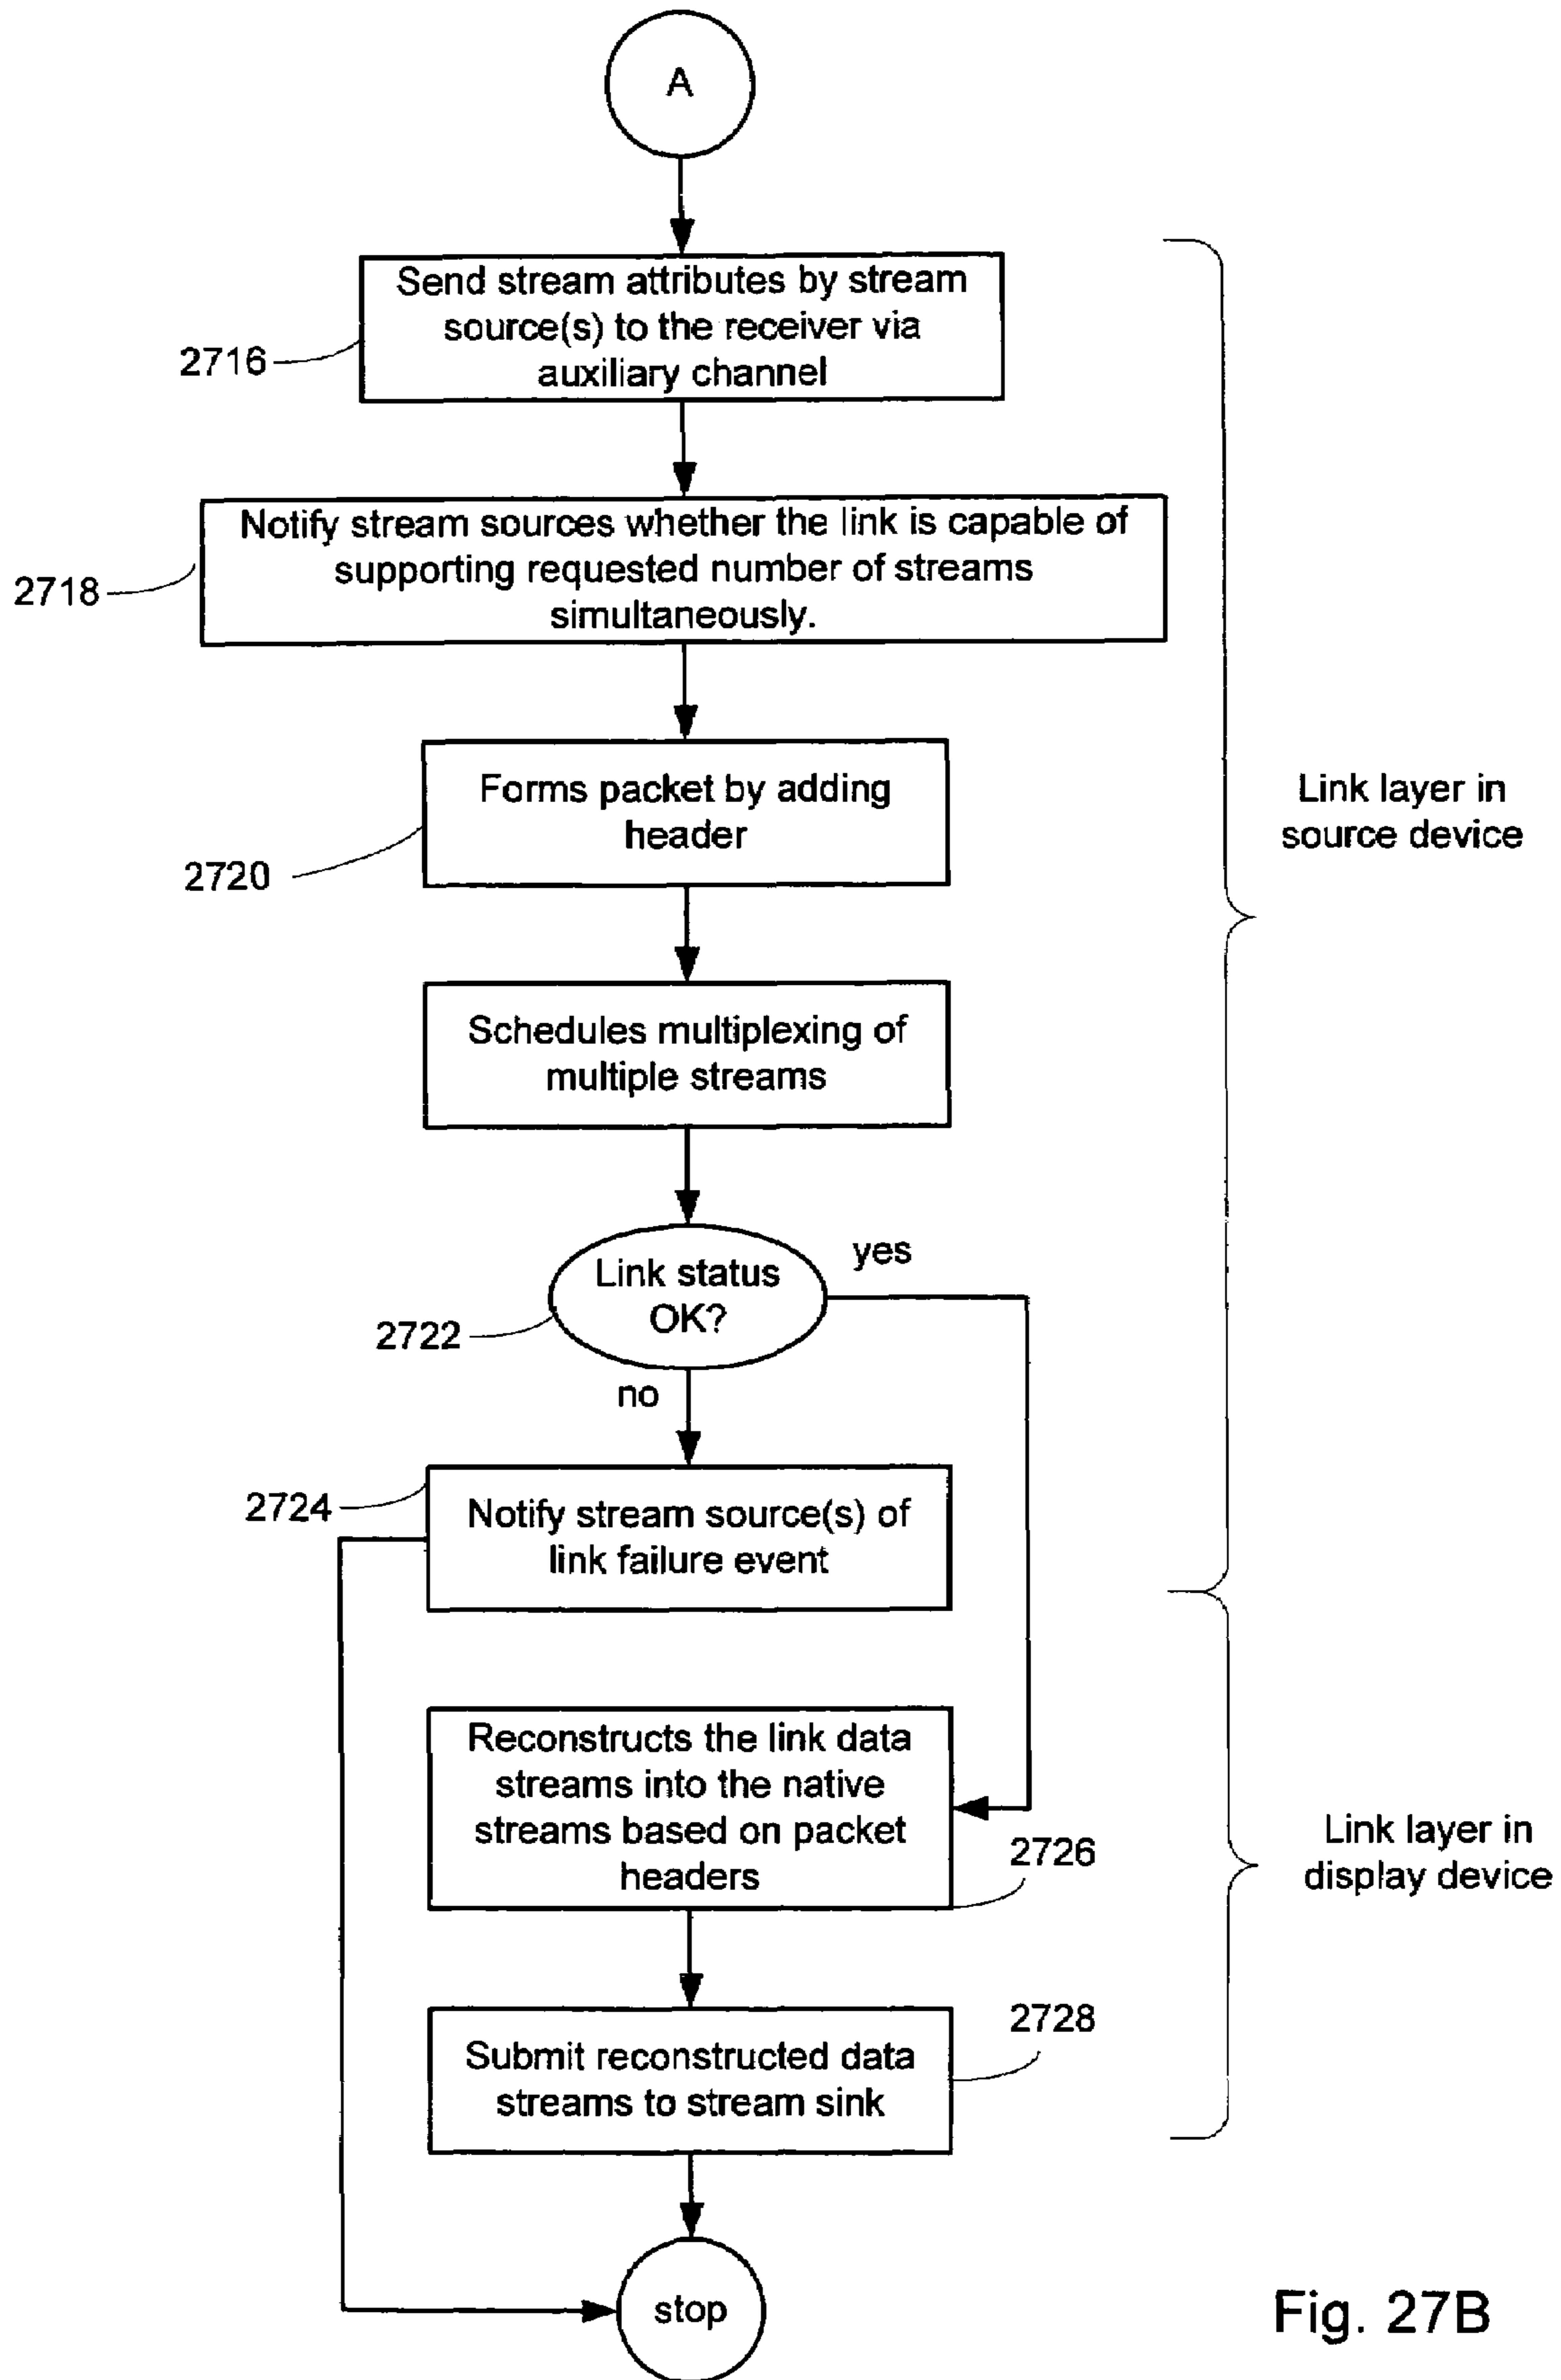 A
Send stream attributes by stream
source(s) to the receiver via
auxiliary channel
2716
Notify stream sources whether the link is capable of
supporting requested number of streams
simultaneously.
2718
Forms packet by adding
header
2720
Link layer in
source device
Schedules multiplexing of
multiple streams
yes
Link status
OK?
2722
no
2724
Notify stream source(s) of
link failure event
Reconstructs the link data
streams into the native
streams based on packet
headers
2726
Link layer in
display device
2728
Submit reconstructed data
streams to stream sink
stop
Fig. 27B